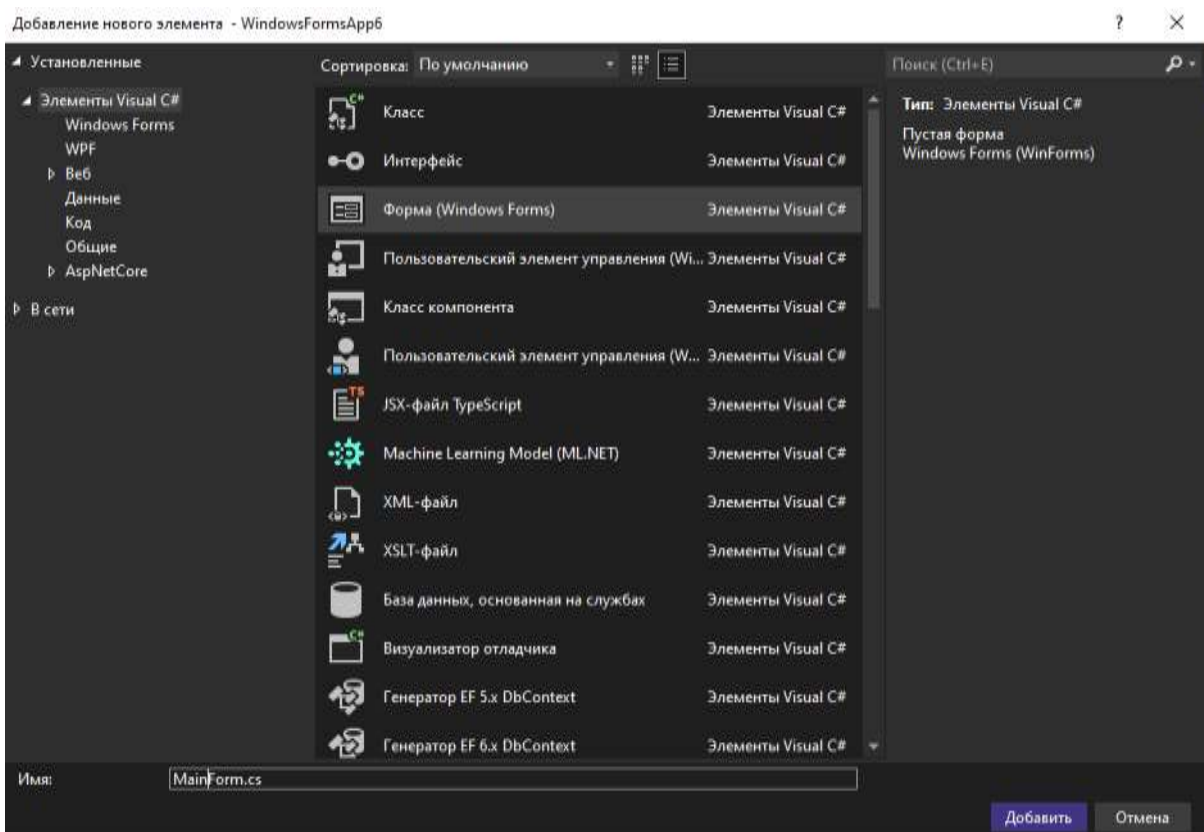 Добавление нового элемента - WindowsFormsApp6
? ×
Установленные
Сортировка: По умолчанию
Поиск (Ctrl+E)
Элементы Visual C#
Windows Forms
WPF
Веб
Данные
Код
Общие
AspNetCore
В сети
Класс Элементы Visual C#
Интерфейс Элементы Visual C#
Форма (Windows Forms) Элементы Visual C#
Пользовательский элемент управления (Wi... Элементы Visual C#
Класс компонента Элементы Visual C#
Пользовательский элемент управления (W... Элементы Visual C#
JSX-файл TypeScript Элементы Visual C#
Machine Learning Model (ML.NET) Элементы Visual C#
XML-файл Элементы Visual C#
XSLT-файл Элементы Visual C#
База данных, основанная на службах Элементы Visual C#
Визуализатор отладчика Элементы Visual C#
Генератор EF 5.x DbContext Элементы Visual C#
Генератор EF 6.x DbContext Элементы Visual C#
Тип: Элементы Visual C#
Пустая форма
Windows Forms (WinForms)
Имя: MainForm.cs
Добавить Отмена